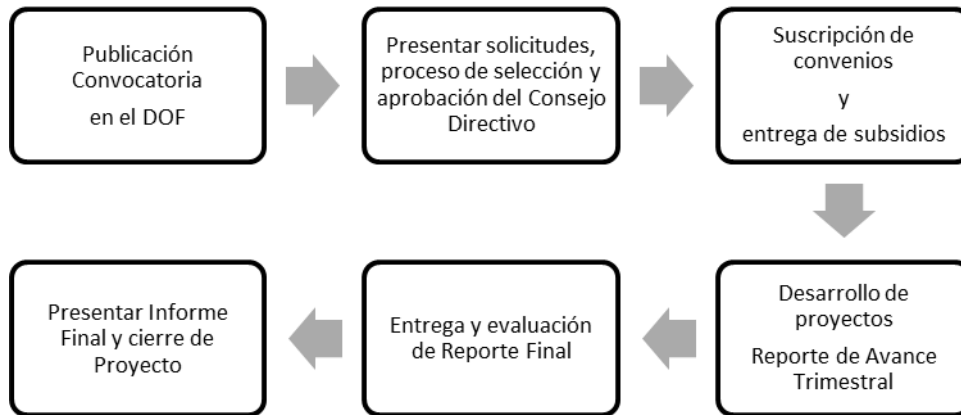 Publicación
Convocatoria
en el DOF
Presentar solicitudes,
proceso de selección y
aprobación del Consejo
Directivo
Suscripción de
convenios
y
entrega de subsidios
Desarrollo de
proyectos
Reporte de Avance
Trimestral
Entrega y evaluación
de Reporte Final
Presentar Informe
Final y cierre de
Proyecto